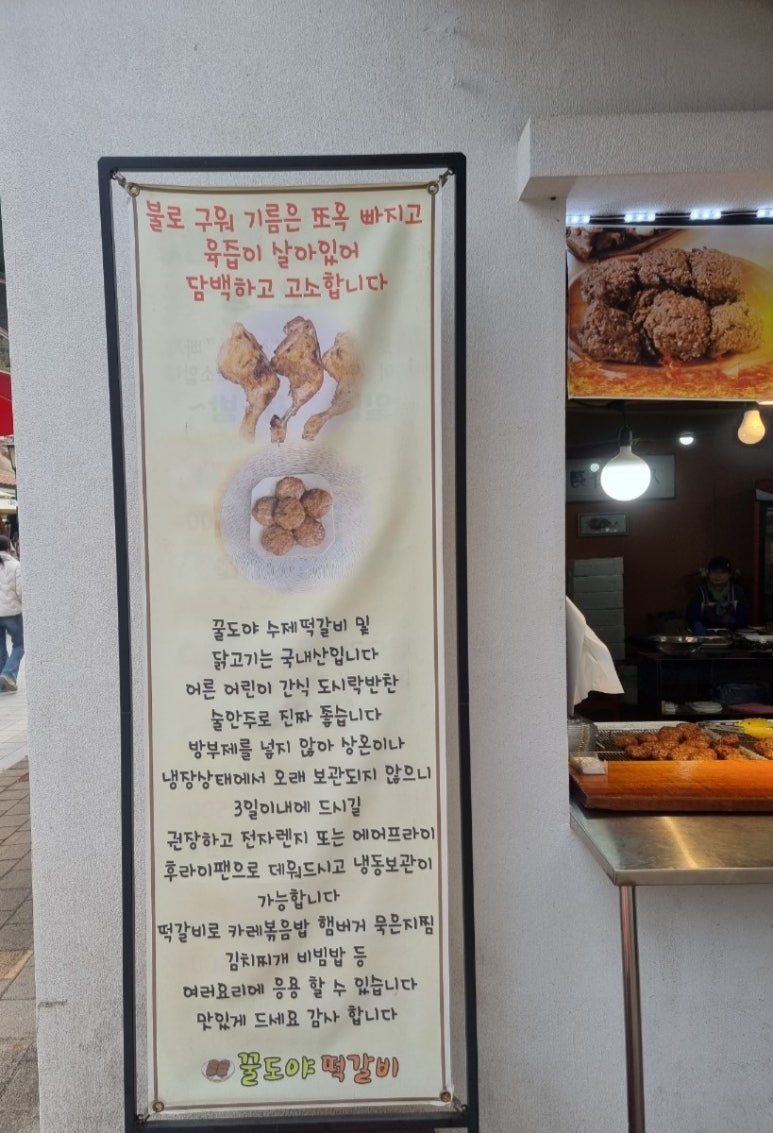 불로 구워 기름은 또옥 빠지고
육즙이 살아있어
담백하고 고소합니다
꿀도야 수제떡갈비 및
닭고기는 국내산입니다
어른 어린이 간식 도시락반찬
술안주로 진짜 좋습니다
방부제를 넣지 않아 상온이나
냉장상태에서 오래 보관되지 않으니
3일이내에 드시길
권장하고 전자렌지 또는 에어프라이
후라이팬으로 데워드시고 냉동보관이
가능합니다
떡갈비로 카레볶음밥 햄버거 묵은지찜
김치찌개 비빔밥 등
여러요리에 응용 할 수 있습니다
맛있게 드세요 감사 합니다
꿀도야 떡갈비